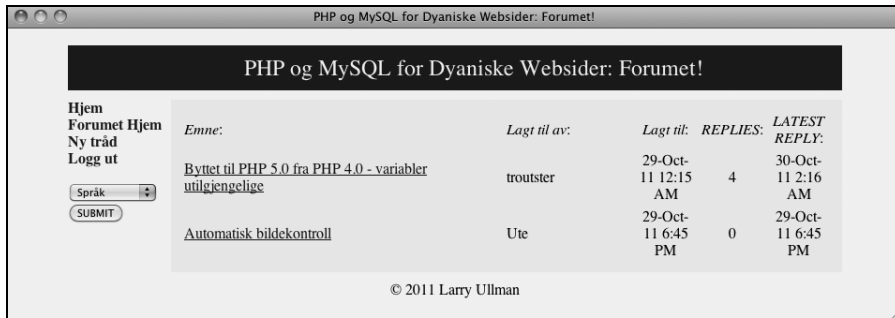 PHP og MySQL for Dyaniske Websider: Forumet!
PHP og MySQL for Dyaniske Websider: Forumet!
Hjem
Forumet Hjem
Ny tråd
Logg ut
Språk
SUBMIT
Emne: Lagt til av: Lagt til: REPLIES: LATEST
REPLY:
Byttet til PHP 5.0 fra PHP 4.0 - variabler
utilgjengelige
troutster
29-Oct-
11 12:15
AM
4
30-Oct-
11 2:16
AM
Automatisk bildekontroll
Ute
29-Oct-
11 6:45
PM
0
29-Oct-
11 6:45
PM
© 2011 Larry Ullman